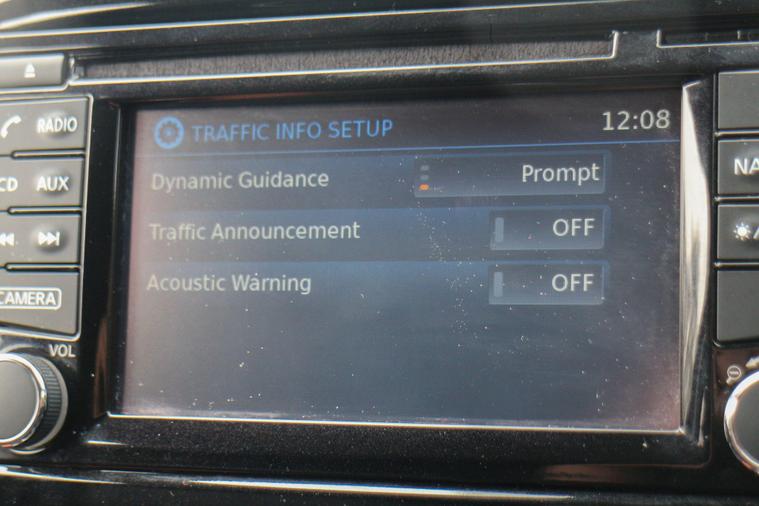 RADIO
CD AUX
CAMERA
VOL
TRAFFIC INFO SETUP 12:08
Dynamic Guidance Prompt
Traffic Announcement OFF
Acoustic Warning OFF
NA